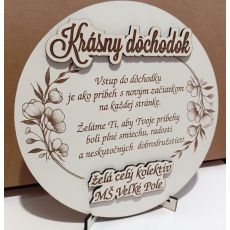 Krásny dôchodok
Vstup do dôchodku
je ako príbeh s novým začiatkom
na každej stránke.
Želáme Ti, aby Tvoje príbehy
boli plné smiechu, radosti
a neskutočných dobrodružstiev!
želá celý kolektív
MŠ Veľké Pole